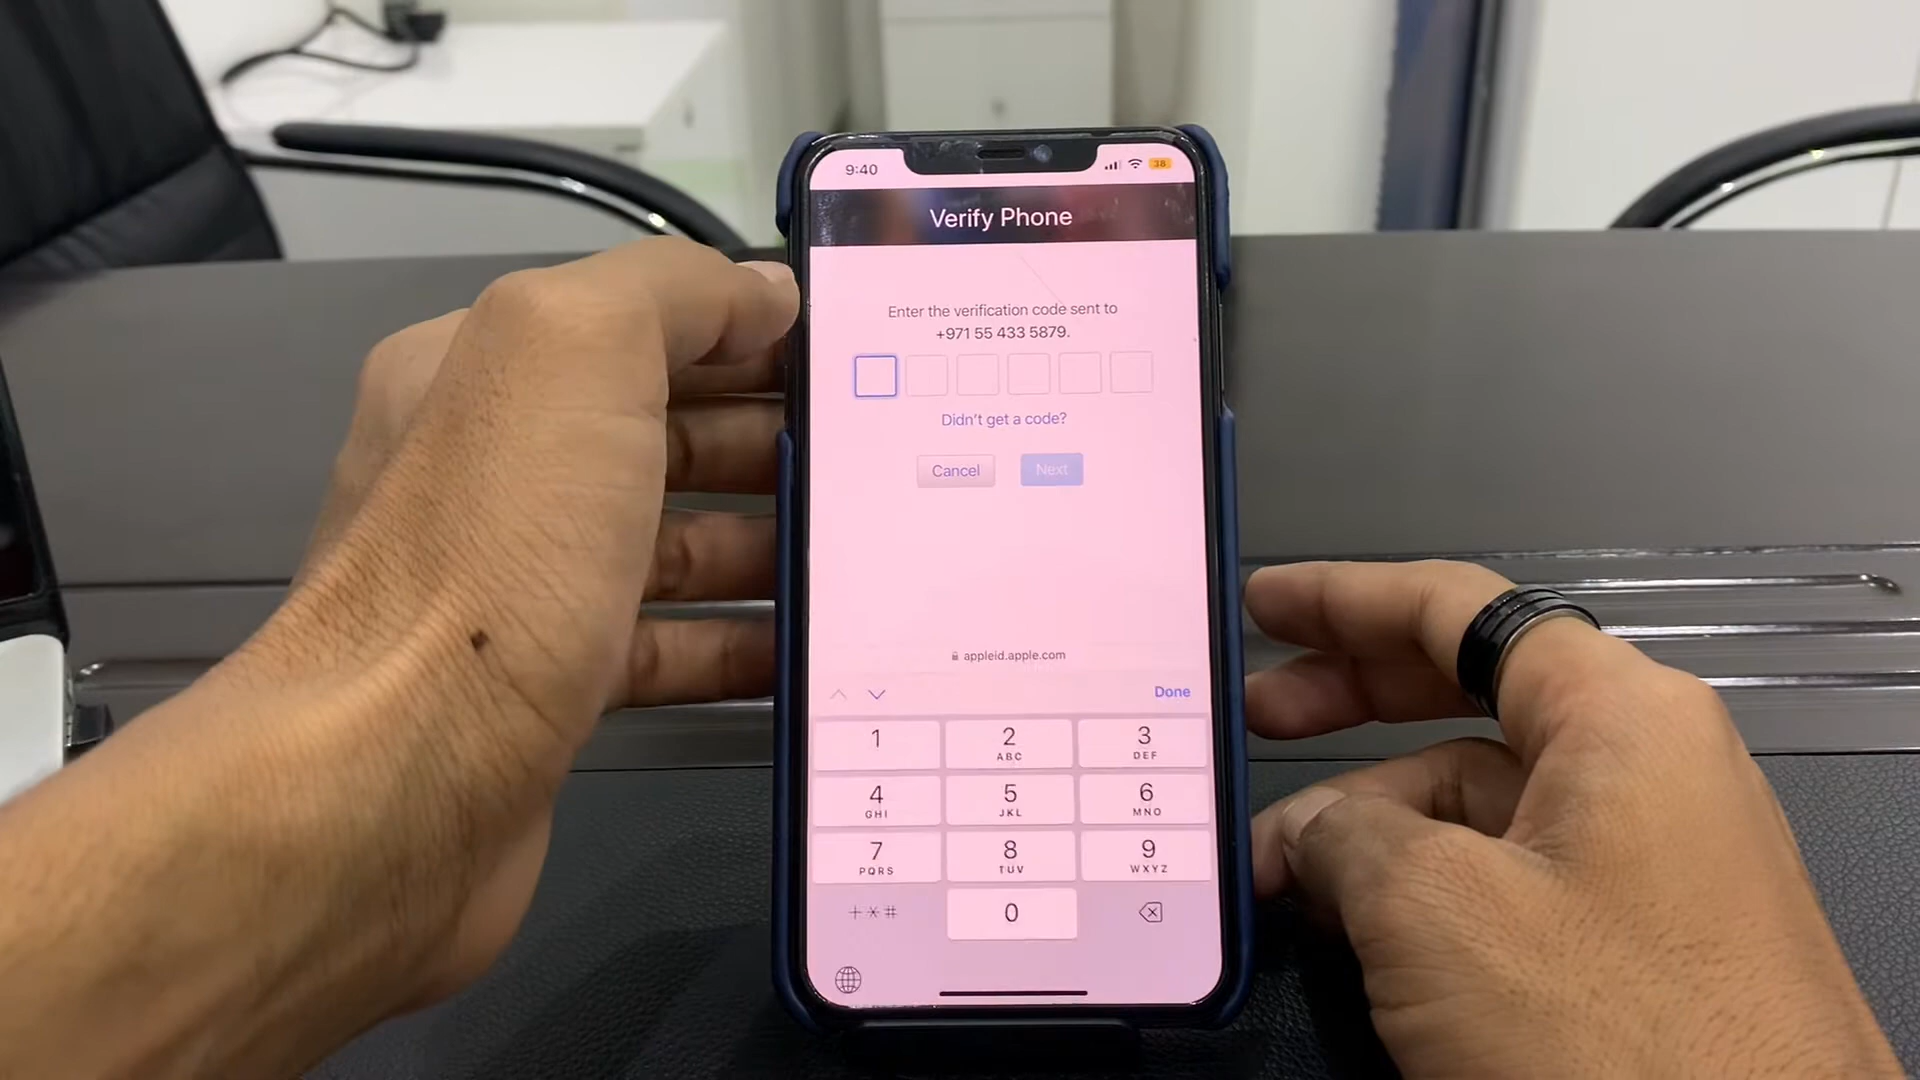 9:40
38
Verify Phone
Enter the verification code sent to
+971 55 433 5879.
Didn't get a code?
Cancel
Next
appleid.apple.com
Done
1
2
3
ABC
DEF
4
5
6
GHI
JKL
MNO
7
8
9
PQRS
TUV
WXYZ
+*#
0